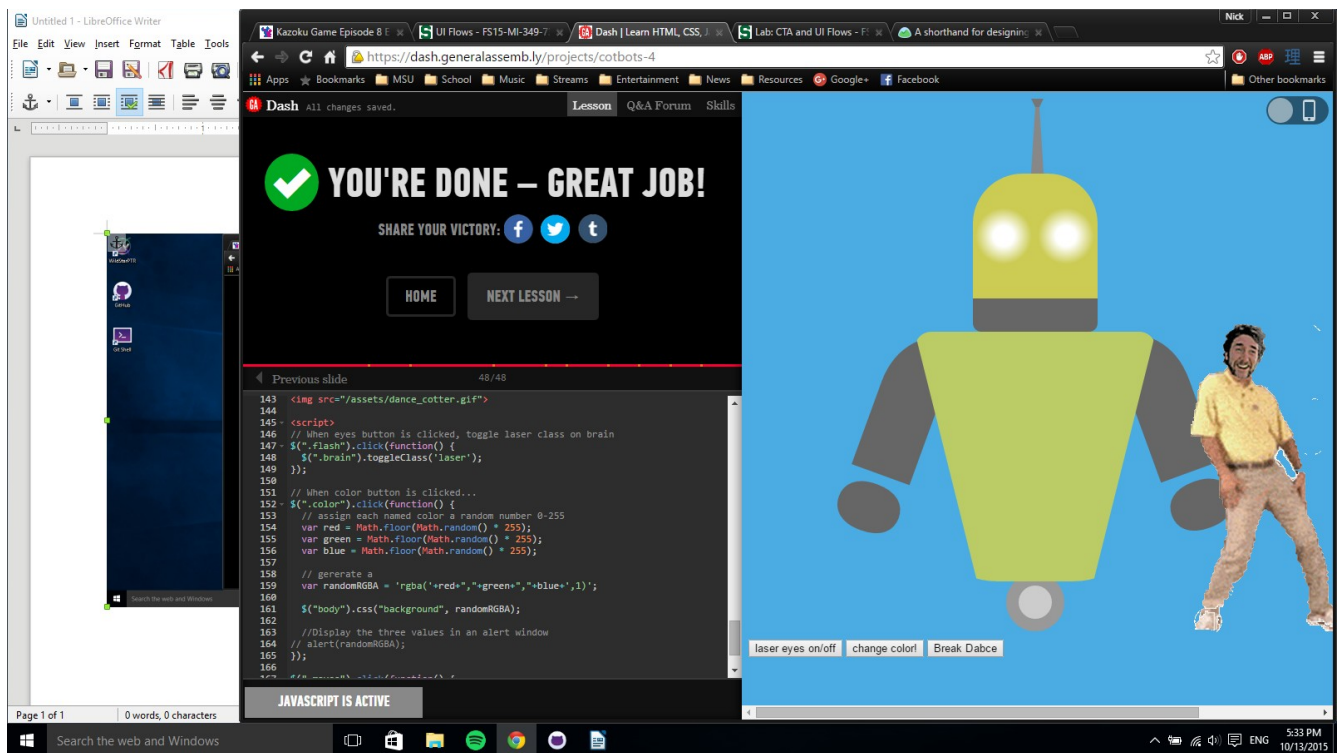 Untitled 1 - LibreOffice Writer
File Edit View Insert Format Table Tools
Page 1 of 1
0 words, 0 characters
GitHub
Git Shell
Search the web and Windows
Nick
Kazoku Game Episode 8 E
UI Flows - FS15-MI-349-7
Dash | Learn HTML, CSS, J
Lab: CTA and UI Flows - F
A shorthand for designing
https://dash.generalassemb.ly/projects/cotbots-4
ABP
理
Apps Bookmarks MSU School Music Streams Entertainment News Resources Google+ Facebook Other bookmarks
GA Dash All changes saved. Lesson Q&A Forum Skills
YOU'RE DONE – GREAT JOB!
SHARE YOUR VICTORY: f t
HOME NEXT LESSON →
Previous slide 48/48
143 <img src="/assets/dance_cotter.gif">
144
145 <script>
146 // When eyes button is clicked, toggle laser class on brain
147 $(".flash").click(function() {
148 $(".brain").toggleClass('laser');
149 });
150
151 // When color button is clicked...
152 $(".color").click(function() {
153 // assign each named color a random number 0-255
154 var red = Math.floor(Math.random() * 255);
155 var green = Math.floor(Math.random() * 255);
156 var blue = Math.floor(Math.random() * 255);
157
158 // gererate a
159 var randomRGBA = 'rgba('+red+","+green+","+blue+',1)';
160
161 $("body").css("background", randomRGBA);
162
163 //Display the three values in an alert window
164 // alert(randomRGBA);
165 });
166
JAVASCRIPT IS ACTIVE
laser eyes on/off change color! Break Dabce
Search the web and Windows
ENG
5:33 PM
10/13/2015